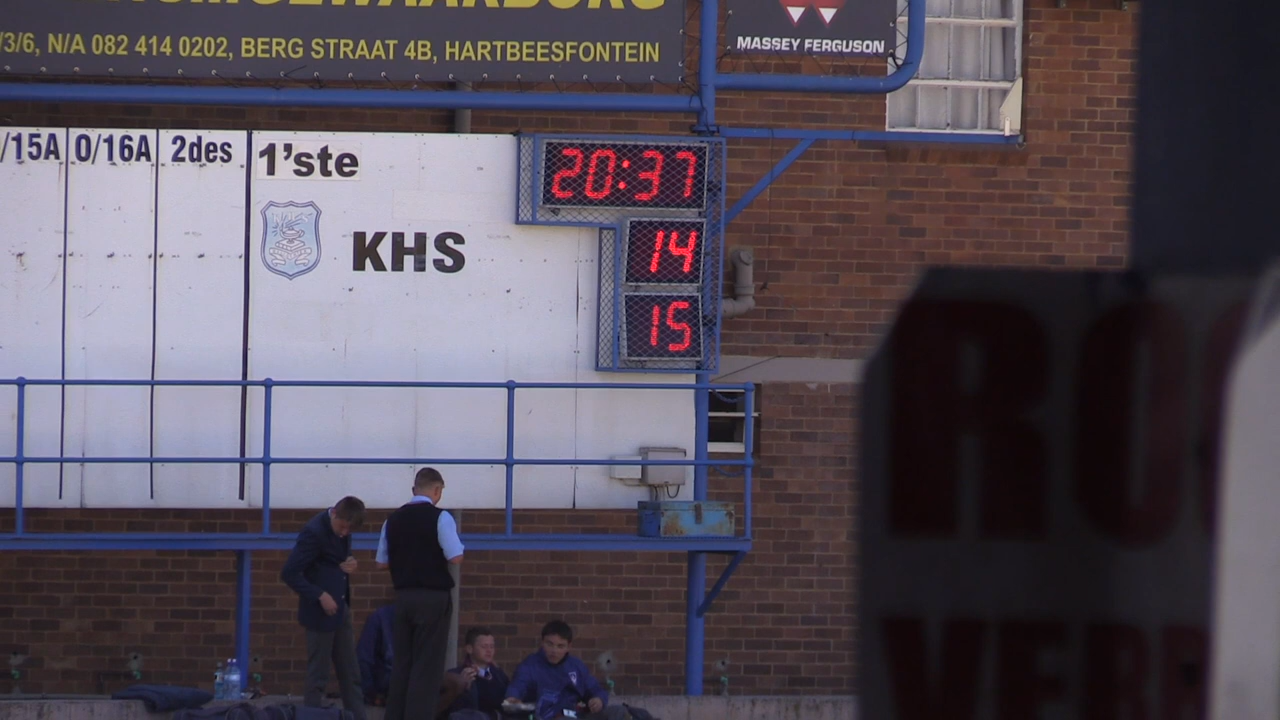 /3/6, N/A 082 414 0202, BERG STRAAT 4B, HARTBEESFONTEIN
MASSEY FERGUSON
/15A 0/16A 2des 1'ste
20:37
KHS
14
15